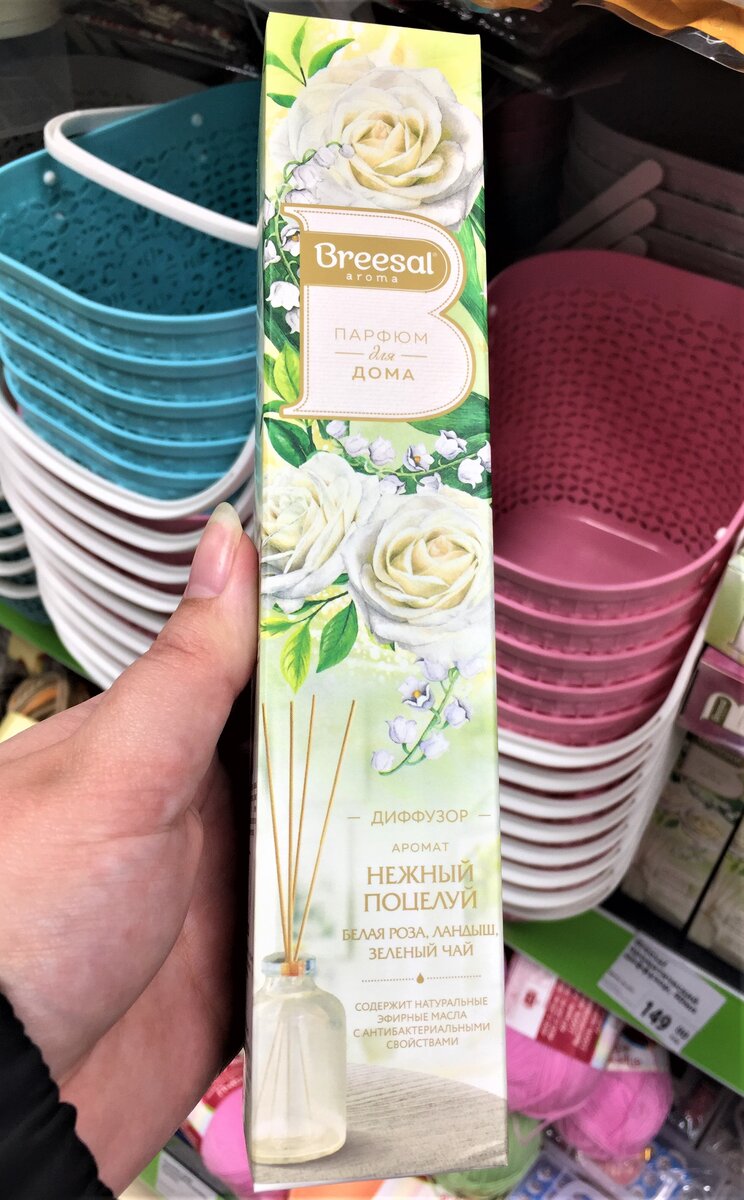 Breesal
aroma
ПАРФЮМ
для
ДОМА
ДИФФУЗОР
АРОМАТ
НЕЖНЫЙ
ПОЦЕЛУЙ
БЕЛАЯ РОЗА, ЛАНДЫШ,
ЗЕЛЕНЫЙ ЧАЙ
СОДЕРЖИТ НАТУРАЛЬНЫЕ
ЭФИРНЫЕ МАСЛА
С АНТИБАКТЕРИАЛЬНЫМИ
СВОЙСТВАМИ
149